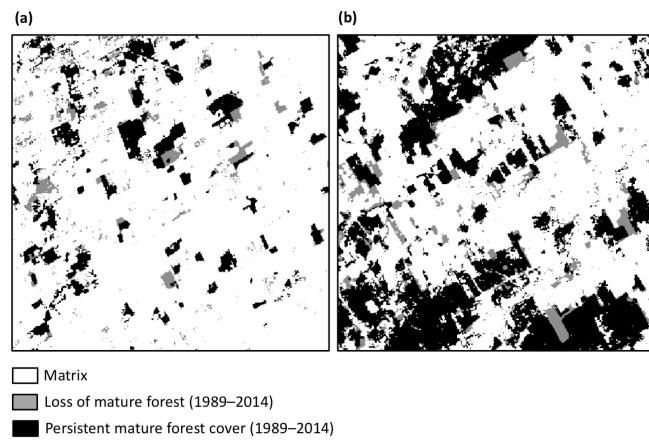 (a)
(b)
Matrix
Loss of mature forest (1989–2014)
Persistent mature forest cover (1989–2014)